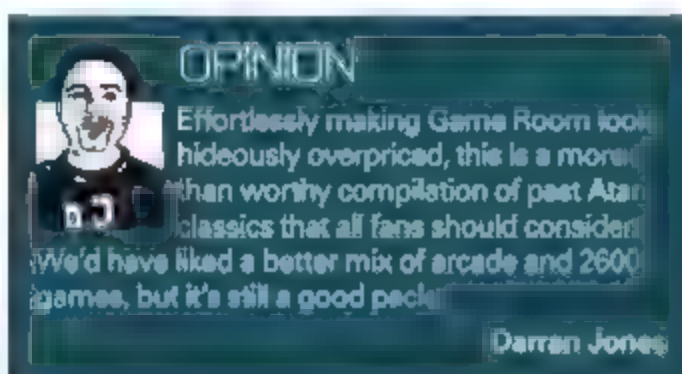 OPINION
Effortlessly making Game Room look
hideously overpriced, this is a more
than worthy compilation of past Atari
classics that all fans should consider.
We'd have liked a better mix of arcade and 2600
games, but it's still a good pack
Darran Jones